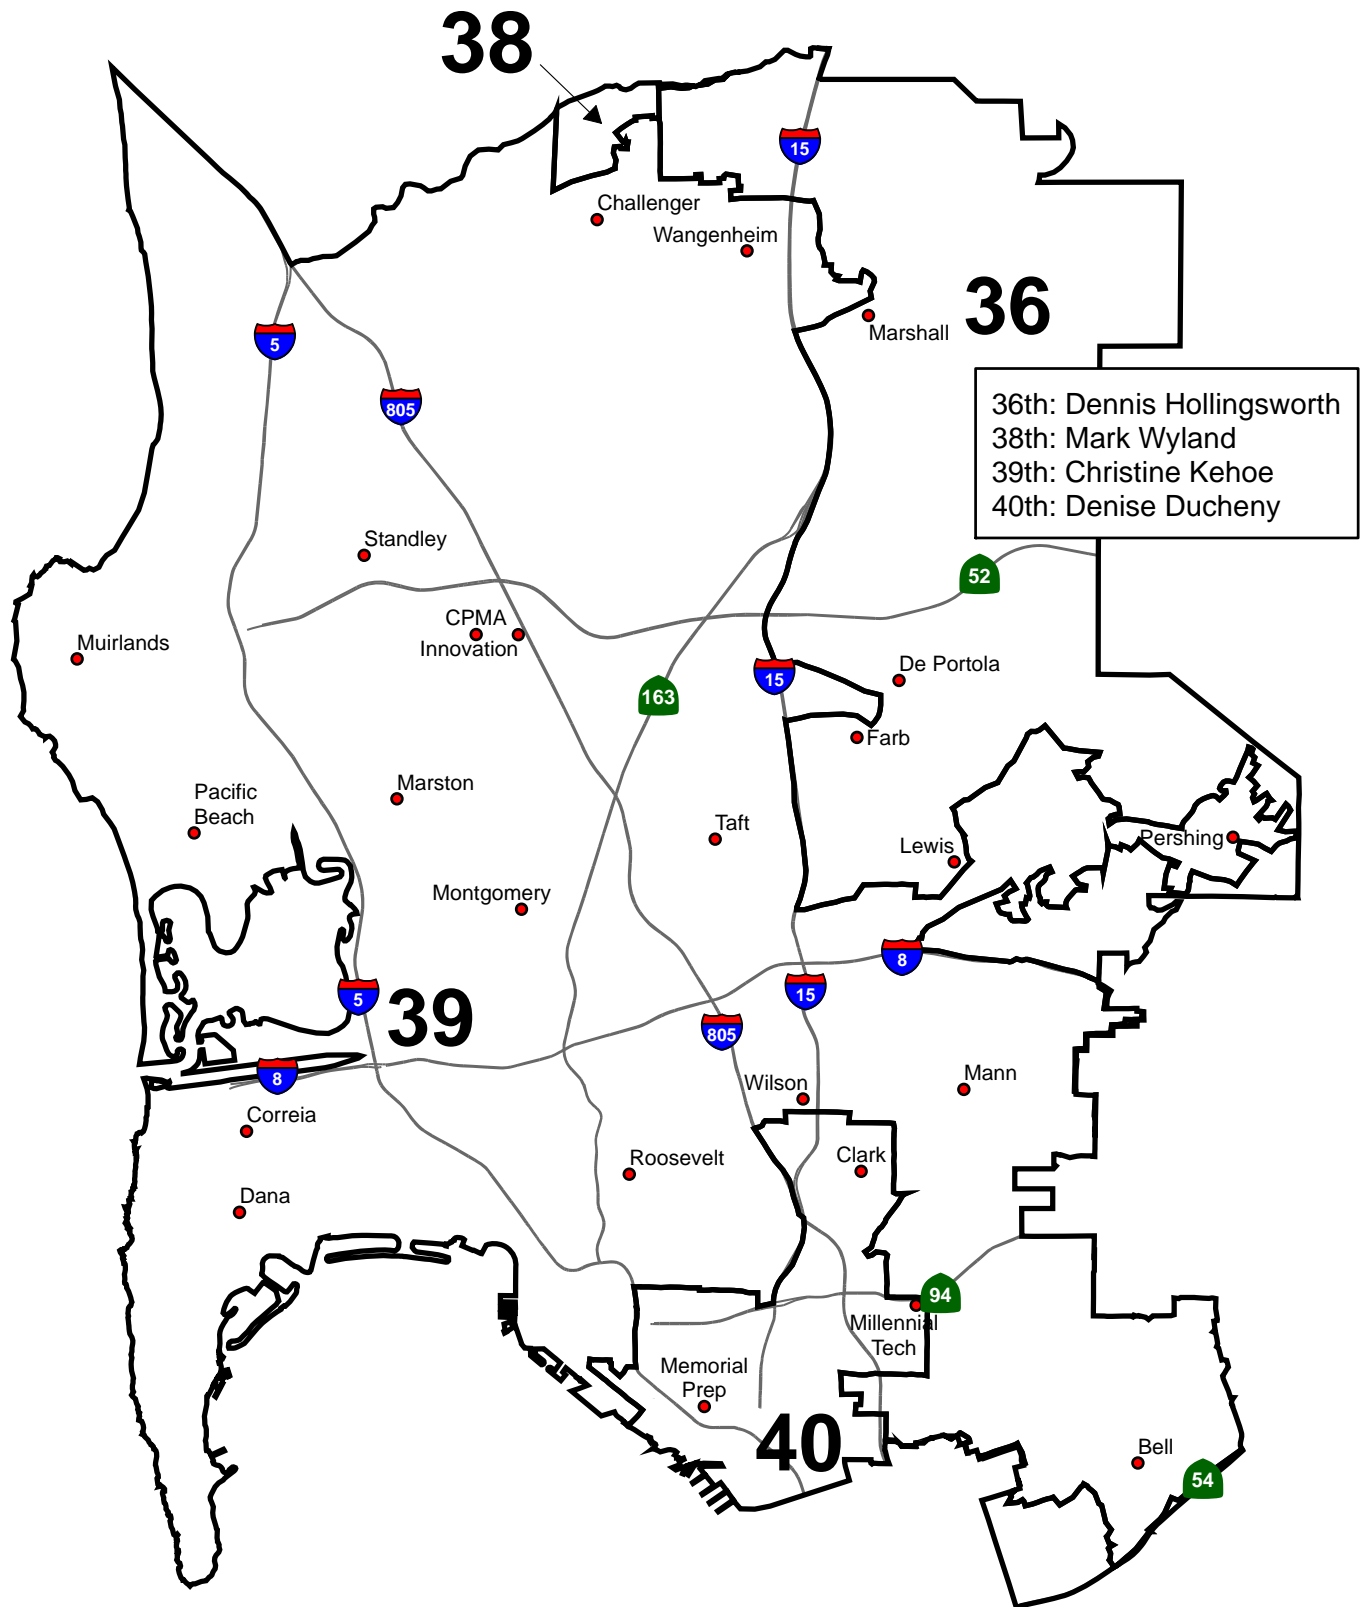 38
15
Challenger
Wangenheim
36
Marshall
5
805
36th: Dennis Hollingsworth
38th: Mark Wyland
39th: Christine Kehoe
40th: Denise Ducheny
Standley
52
CPMA
Innovation
Muirlands
De Portola
15
163
Farb
Marston
Pacific
Beach
Taft
Pershing
Lewis
Montgomery
8
5
39
15
805
8
Wilson
Mann
Correia
Clark
Roosevelt
Dana
94
Millennial
Tech
Memorial
Prep
40
Bell
54